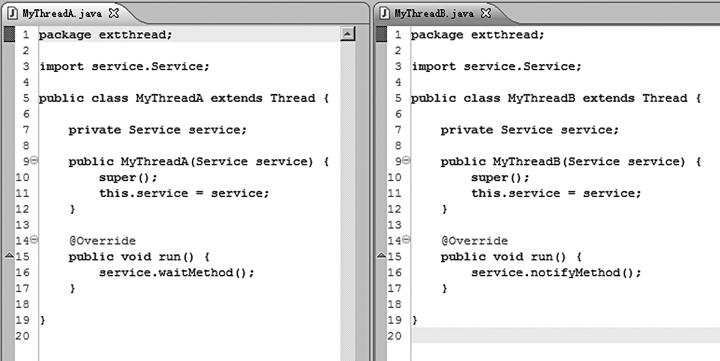 MyThreadA.java
1 package extthread;
2
3 import service.Service;
4
5 public class MyThreadA extends Thread {
6
7     private Service service;
8
9     public MyThreadA(Service service) {
10         super();
11         this.service = service;
12     }
13
14     @Override
15     public void run() {
16         service.waitMethod();
17     }
18
19 }
20
MyThreadB.java
1 package extthread;
2
3 import service.Service;
4
5 public class MyThreadB extends Thread {
6
7     private Service service;
8
9     public MyThreadB(Service service) {
10         super();
11         this.service = service;
12     }
13
14     @Override
15     public void run() {
16         service.notifyMethod();
17     }
18
19 }
20